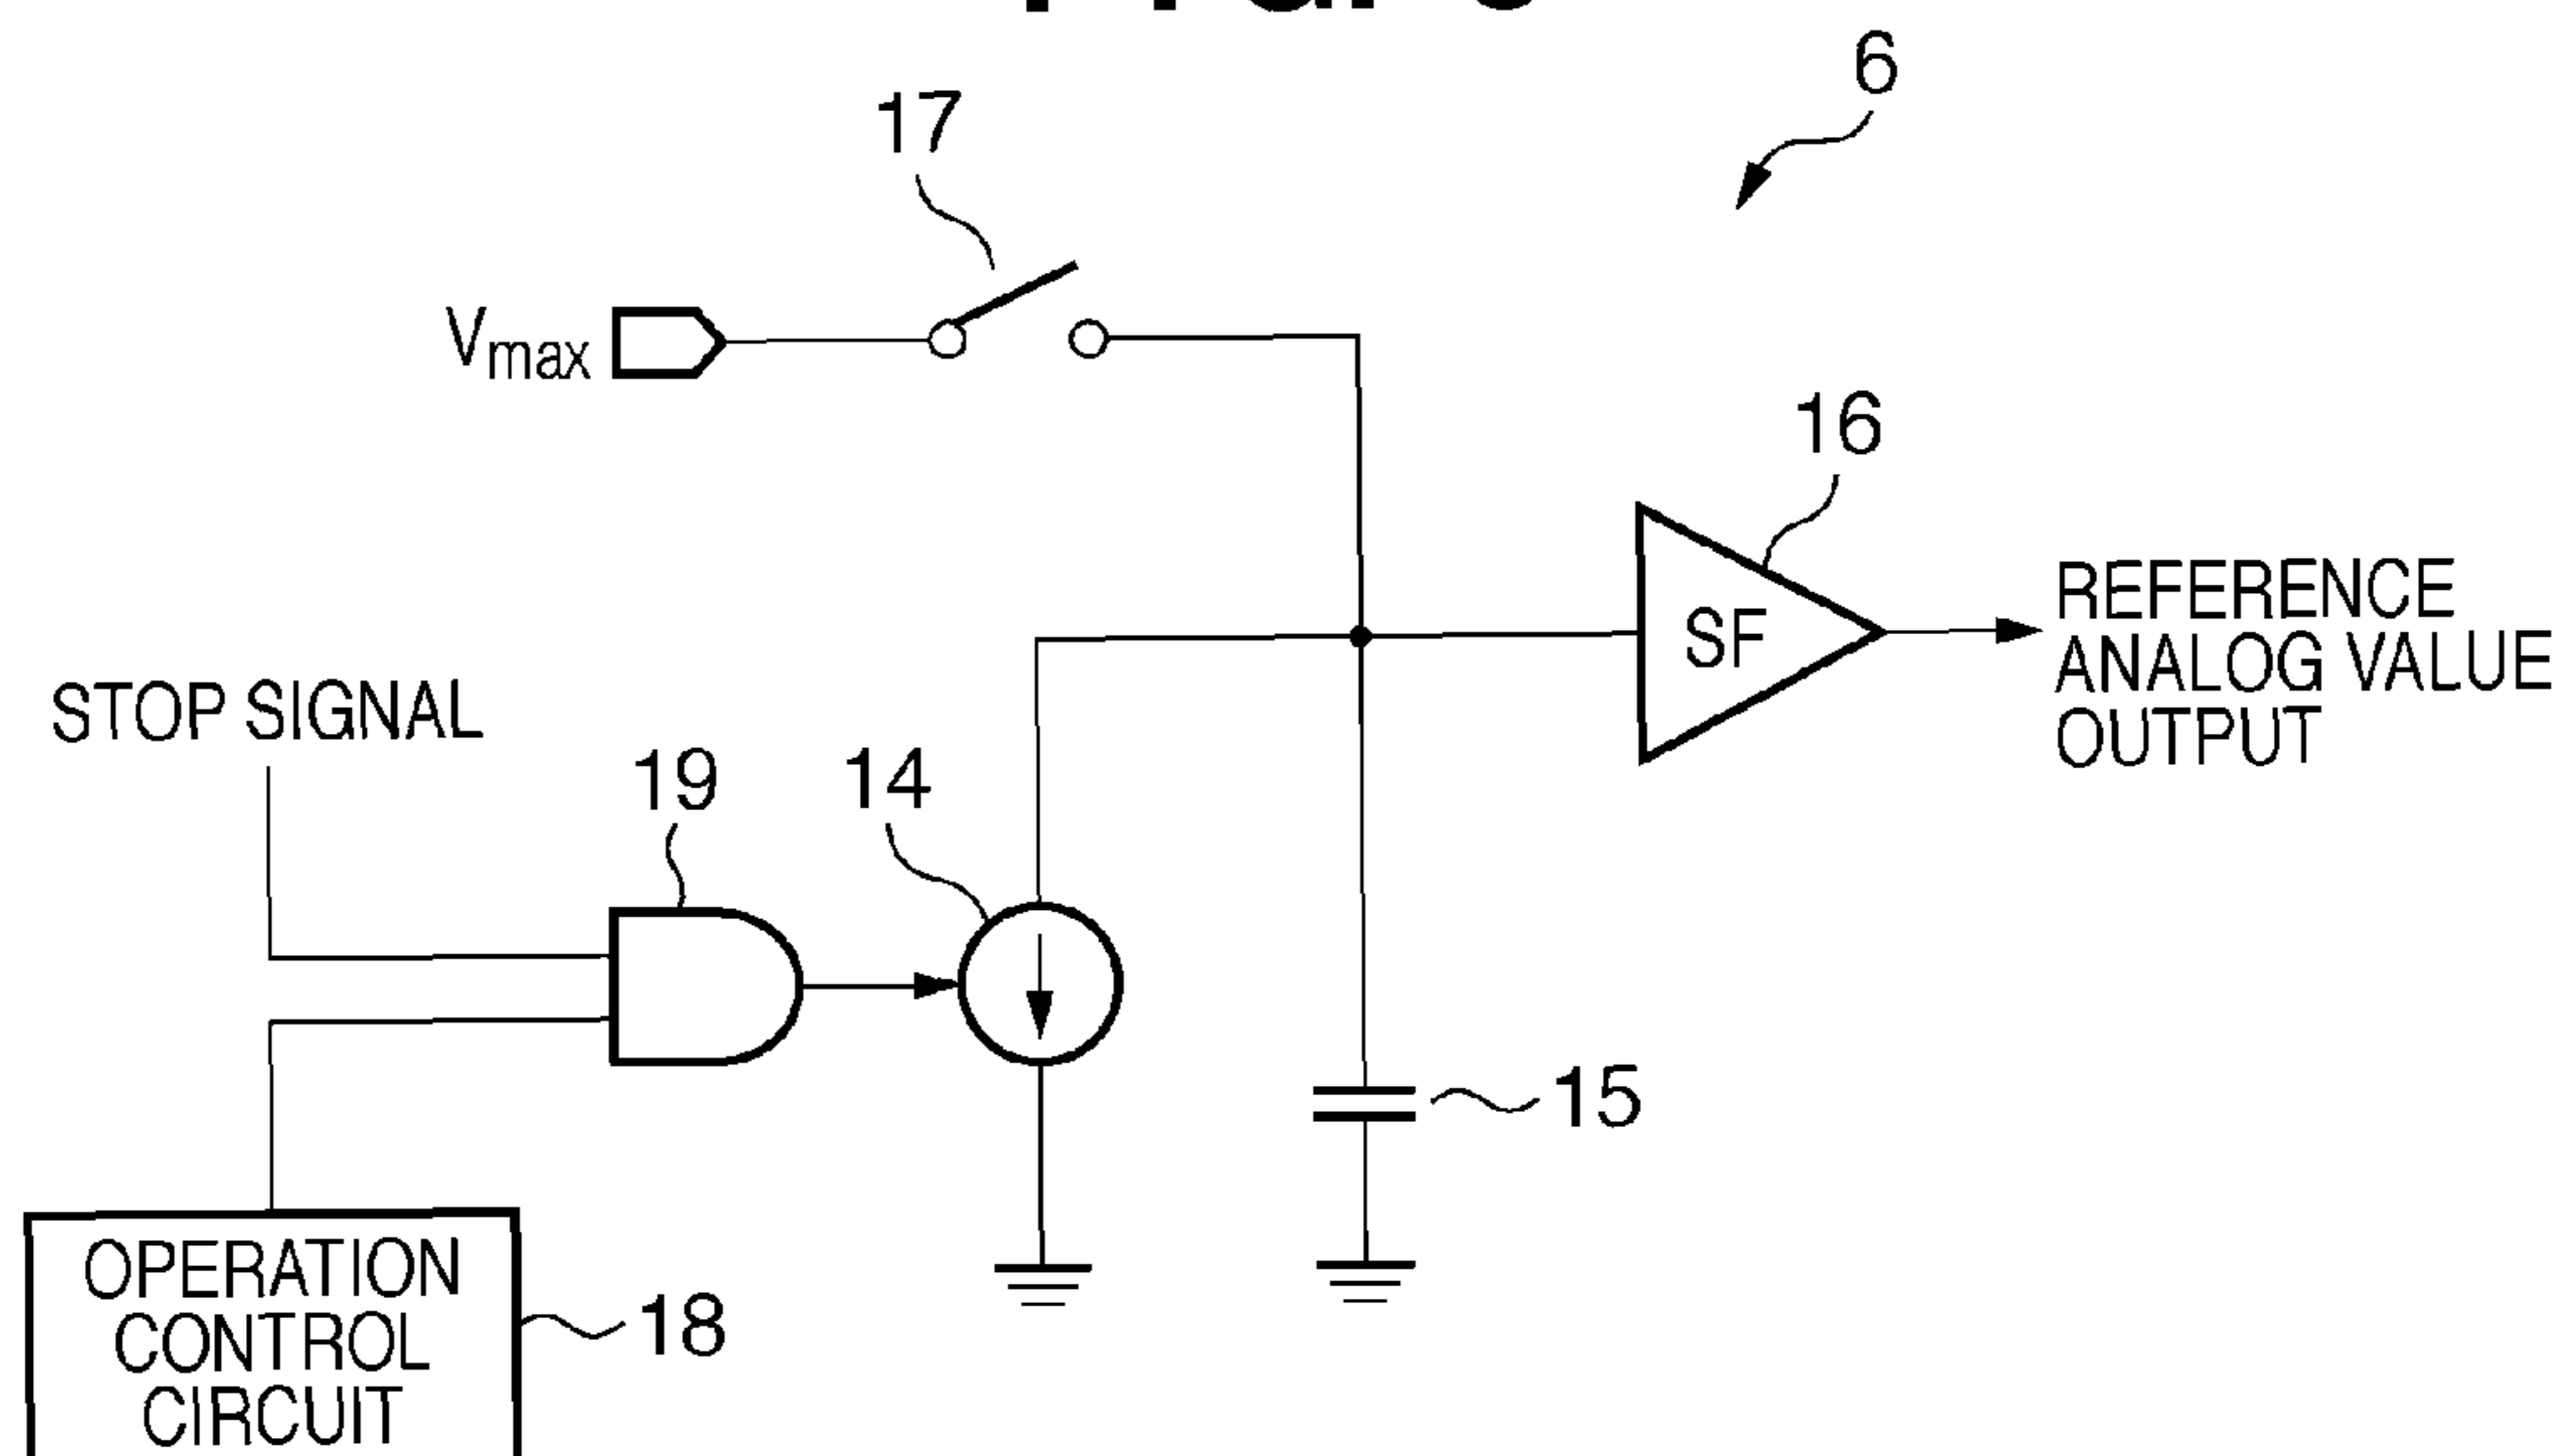 6
17
Vmax
16
SF
REFERENCE
ANALOG VALUE
OUTPUT
STOP SIGNAL
19
14
15
OPERATION
CONTROL
CIRCUIT
18